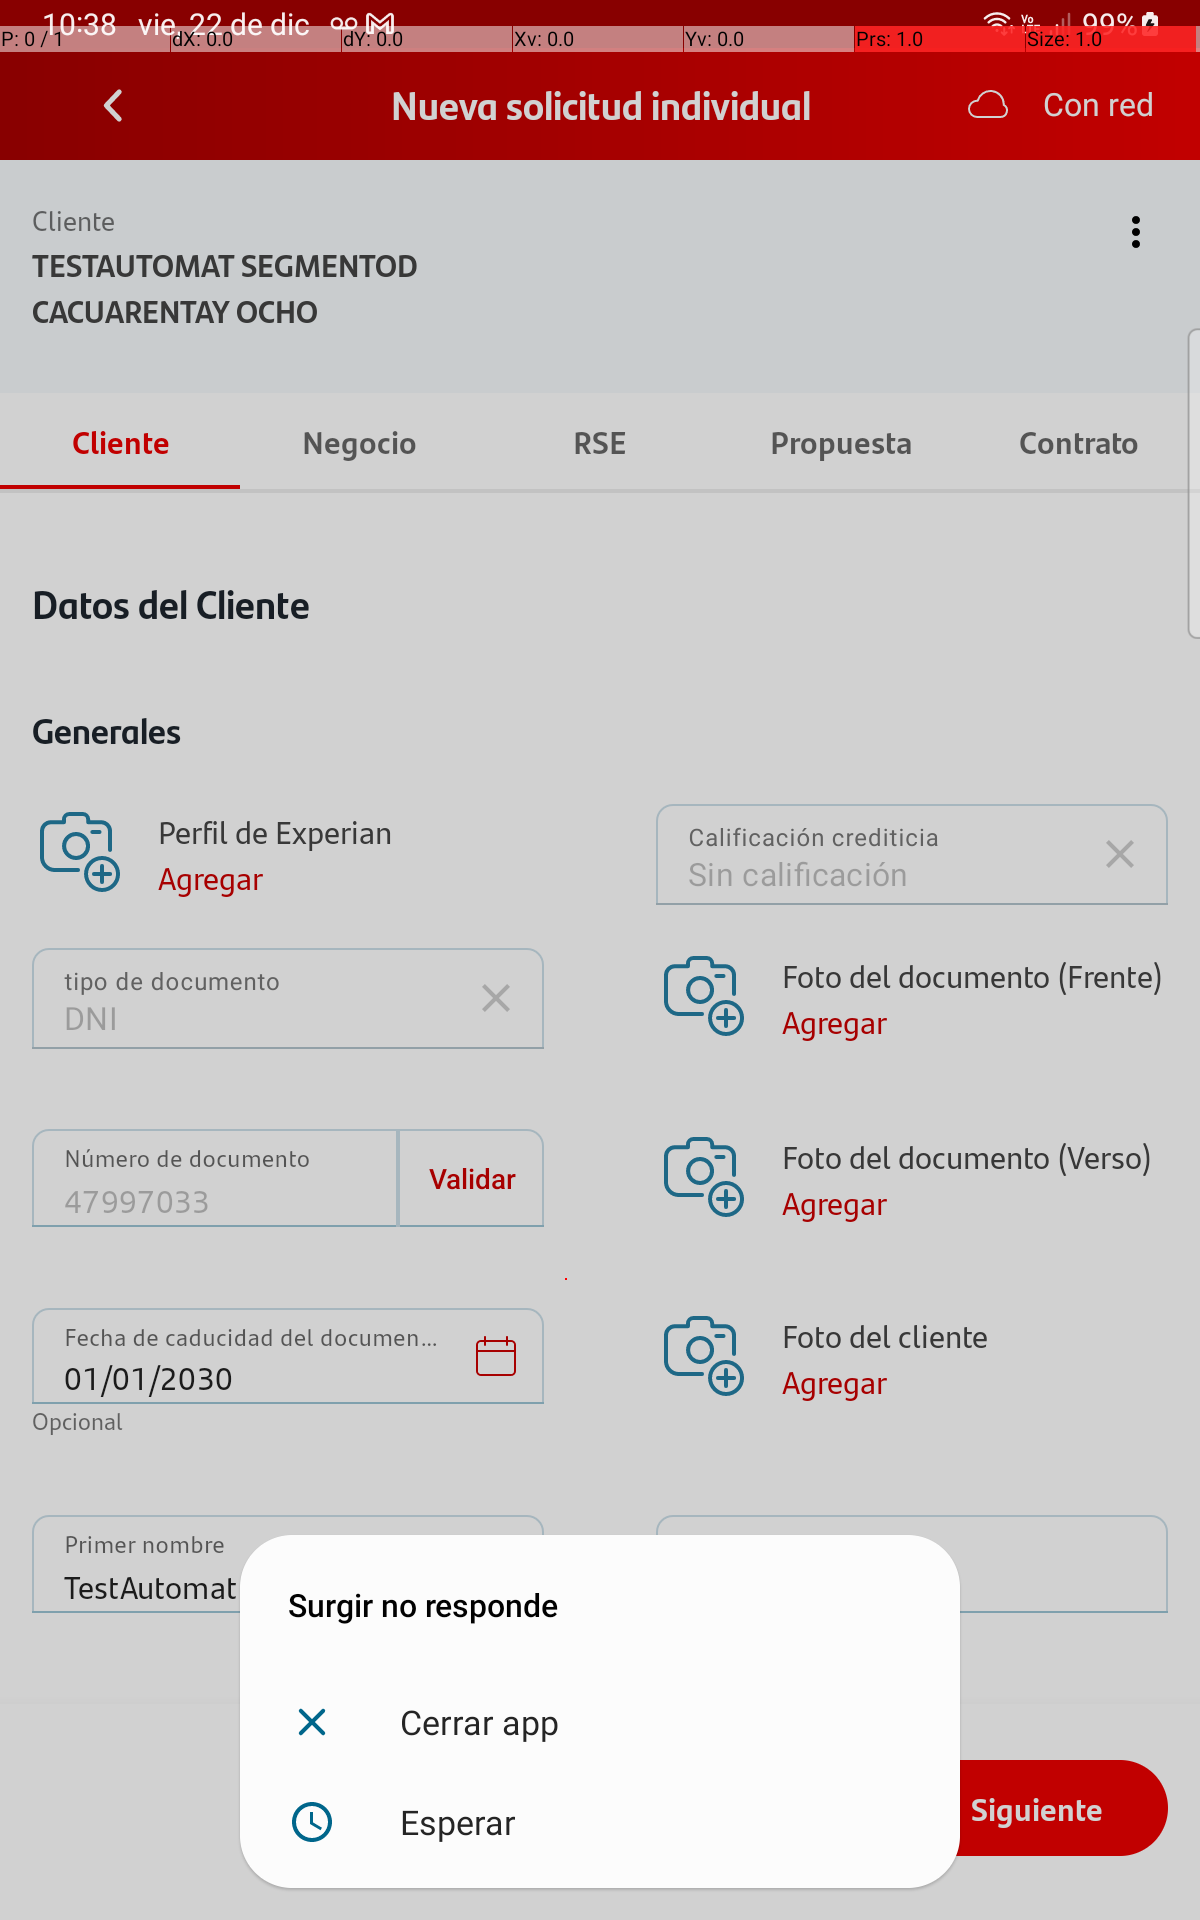 10:38 vie, 22 de dic 99%
P: 0 / 1 dX: 0.0 dY: 0.0 Xv: 0.0 Yv: 0.0 Prs: 1.0 Size: 1.0
Nueva solicitud individual Con red
Cliente
TESTAUTOMAT SEGMENTOD
CACUARENTAY OCHO
Cliente Negocio RSE Propuesta Contrato
Datos del Cliente
Generales
Perfil de Experian
Agregar
Calificación crediticia
Sin calificación
tipo de documento
DNI
Foto del documento (Frente)
Agregar
Número de documento
47997033
Validar
Foto del documento (Verso)
Agregar
Fecha de caducidad del documen...
01/01/2030
Opcional
Foto del cliente
Agregar
Primer nombre
TestAutomat
Surgir no responde
Cerrar app
Esperar
Siguiente